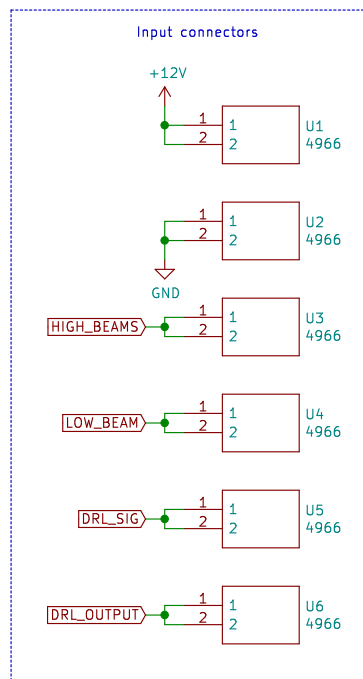 Input connectors
+12V
1 1 U1
2 2 4966
1 1 U2
2 2 4966
GND
HIGH_BEAMS 1 1 U3
2 2 4966
LOW_BEAM 1 1 U4
2 2 4966
DRL_SIG 1 1 U5
2 2 4966
DRL_OUTPUT 1 1 U6
2 2 4966